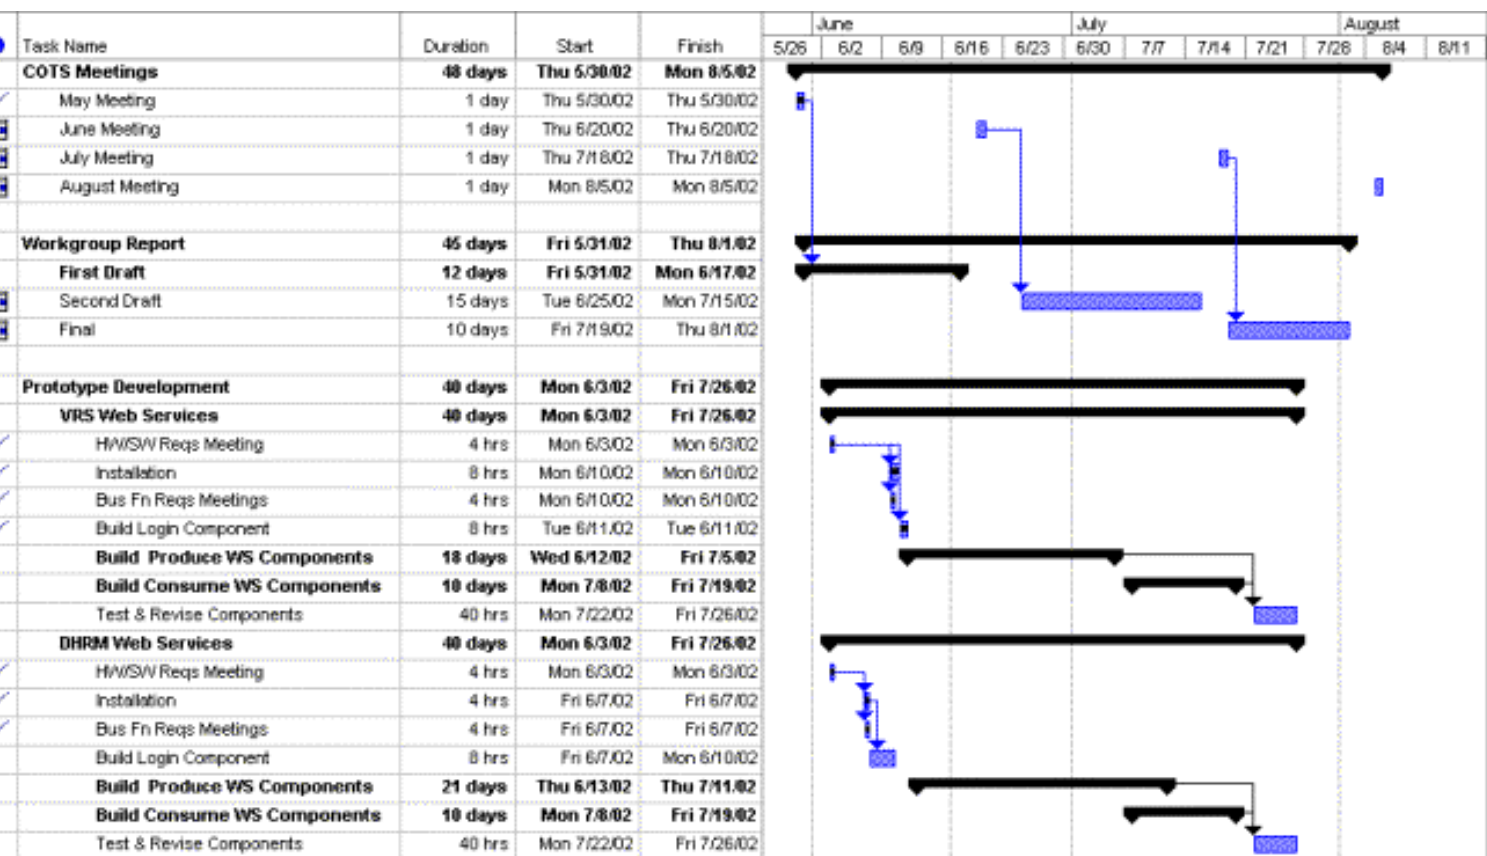 June July August
Task Name Duration Start Finish 5/26 6/2 6/9 6/16 6/23 6/30 7/7 7/14 7/21 7/28 8/4 8/11
COTS Meetings 48 days Thu 5/30/02 Mon 8/5/02
May Meeting 1 day Thu 5/30/02 Thu 5/30/02
June Meeting 1 day Thu 6/20/02 Thu 6/20/02
July Meeting 1 day Thu 7/18/02 Thu 7/18/02
August Meeting 1 day Mon 8/5/02 Mon 8/5/02
Workgroup Report 45 days Fri 5/31/02 Thu 8/1/02
First Draft 12 days Fri 5/31/02 Mon 6/17/02
Second Draft 15 days Tue 6/25/02 Mon 7/15/02
Final 10 days Fri 7/19/02 Thu 8/1/02
Prototype Development 40 days Mon 6/3/02 Fri 7/26/02
VRS Web Services 40 days Mon 6/3/02 Fri 7/26/02
HW/SW Reqs Meeting 4 hrs Mon 6/3/02 Mon 6/3/02
Installation 8 hrs Mon 6/10/02 Mon 6/10/02
Bus Fn Reqs Meetings 4 hrs Mon 6/10/02 Mon 6/10/02
Build Login Component 8 hrs Tue 6/11/02 Tue 6/11/02
Build Produce WS Components 18 days Wed 6/12/02 Fri 7/5/02
Build Consume WS Components 10 days Mon 7/8/02 Fri 7/19/02
Test & Revise Components 40 hrs Mon 7/22/02 Fri 7/26/02
DHRM Web Services 40 days Mon 6/3/02 Fri 7/26/02
HW/SW Reqs Meeting 4 hrs Mon 6/3/02 Mon 6/3/02
Installation 4 hrs Fri 6/7/02 Fri 6/7/02
Bus Fn Reqs Meetings 4 hrs Fri 6/7/02 Fri 6/7/02
Build Login Component 8 hrs Fri 6/7/02 Mon 6/10/02
Build Produce WS Components 21 days Thu 6/13/02 Thu 7/11/02
Build Consume WS Components 10 days Mon 7/8/02 Fri 7/19/02
Test & Revise Components 40 hrs Mon 7/22/02 Fri 7/26/02